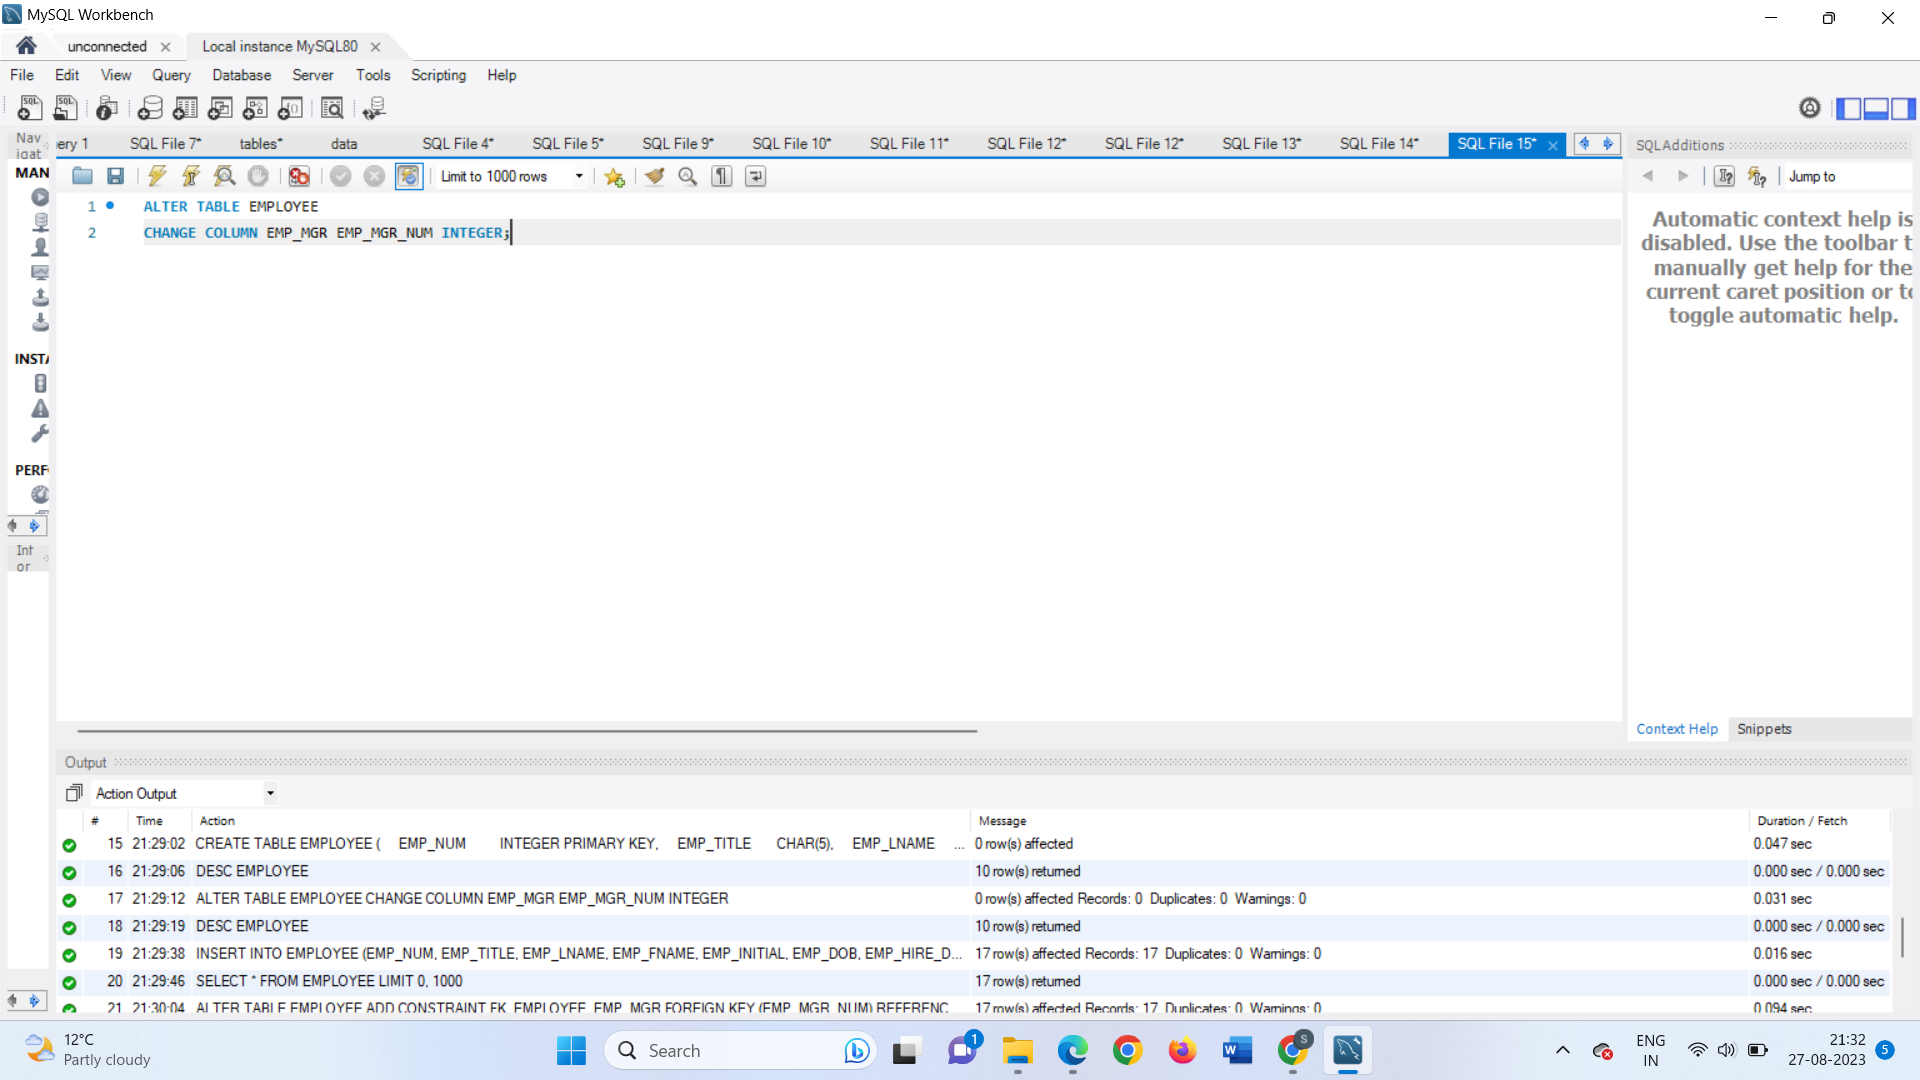 MySQL Workbench
unconnected
Local instance MySQL80
File Edit View Query Database Server Tools Scripting Help
Nav
igat
ery 1 SQL File 7* tables* data SQL File 4* SQL File 5* SQL File 9* SQL File 10* SQL File 11* SQL File 12* SQL File 12* SQL File 13* SQL File 14* SQL File 15*
SQLAdditions
MAN
Limit to 1000 rows
Jump to
1 ALTER TABLE EMPLOYEE
2 CHANGE COLUMN EMP_MGR EMP_MGR_NUM INTEGER;
Automatic context help is
disabled. Use the toolbar t
manually get help for the
current caret position or to
toggle automatic help.
INSTA
PERF
Inf
or
Context Help Snippets
Output
Action Output
# Time Action Message Duration / Fetch
15 21:29:02 CREATE TABLE EMPLOYEE ( EMP_NUM INTEGER PRIMARY KEY, EMP_TITLE CHAR(5), EMP_LNAME ... 0 row(s) affected 0.047 sec
16 21:29:06 DESC EMPLOYEE 10 row(s) returned 0.000 sec / 0.000 sec
17 21:29:12 ALTER TABLE EMPLOYEE CHANGE COLUMN EMP_MGR EMP_MGR_NUM INTEGER 0 row(s) affected Records: 0 Duplicates: 0 Warnings: 0 0.031 sec
18 21:29:19 DESC EMPLOYEE 10 row(s) returned 0.000 sec / 0.000 sec
19 21:29:38 INSERT INTO EMPLOYEE (EMP_NUM, EMP_TITLE, EMP_LNAME, EMP_FNAME, EMP_INITIAL, EMP_DOB, EMP_HIRE_D... 17 row(s) affected Records: 17 Duplicates: 0 Warnings: 0 0.016 sec
20 21:29:46 SELECT * FROM EMPLOYEE LIMIT 0, 1000 17 row(s) returned 0.000 sec / 0.000 sec
21 21:30:04 ALTER TABLE EMPLOYEE ADD CONSTRAINT FK_EMPLOYEE_EMP_MGR FOREIGN KEY (EMP_MGR_NUM) REFERENC 17 row(s) affected Records: 17 Duplicates: 0 Warnings: 0 0.094 sec
12°C
Partly cloudy
Search
1
S
ENG
IN
21:32
27-08-2023
5